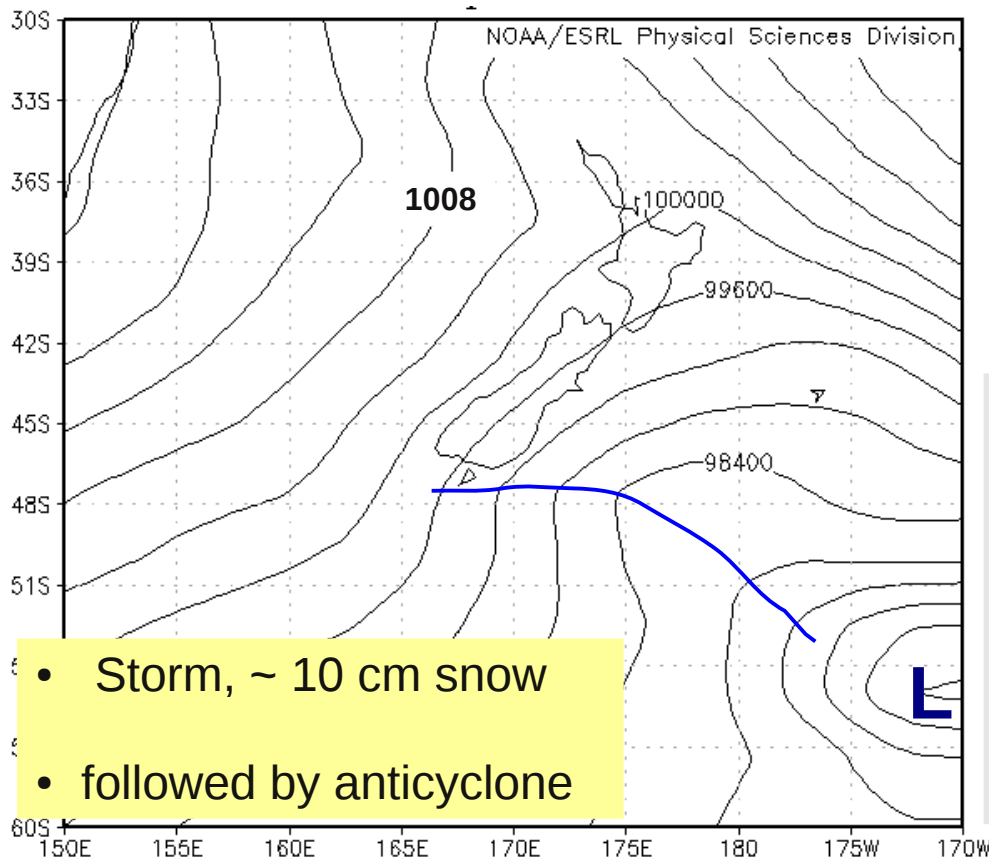 30S
NOAA/ESRL Physical Sciences Division
33S
36S
1008
100000
39S
99600
42S
45S
98400
48S
51S
L
• Storm, ~ 10 cm snow
• followed by anticyclone
60S
150E 155E 160E 165E 170E 175E 180 175W 170W